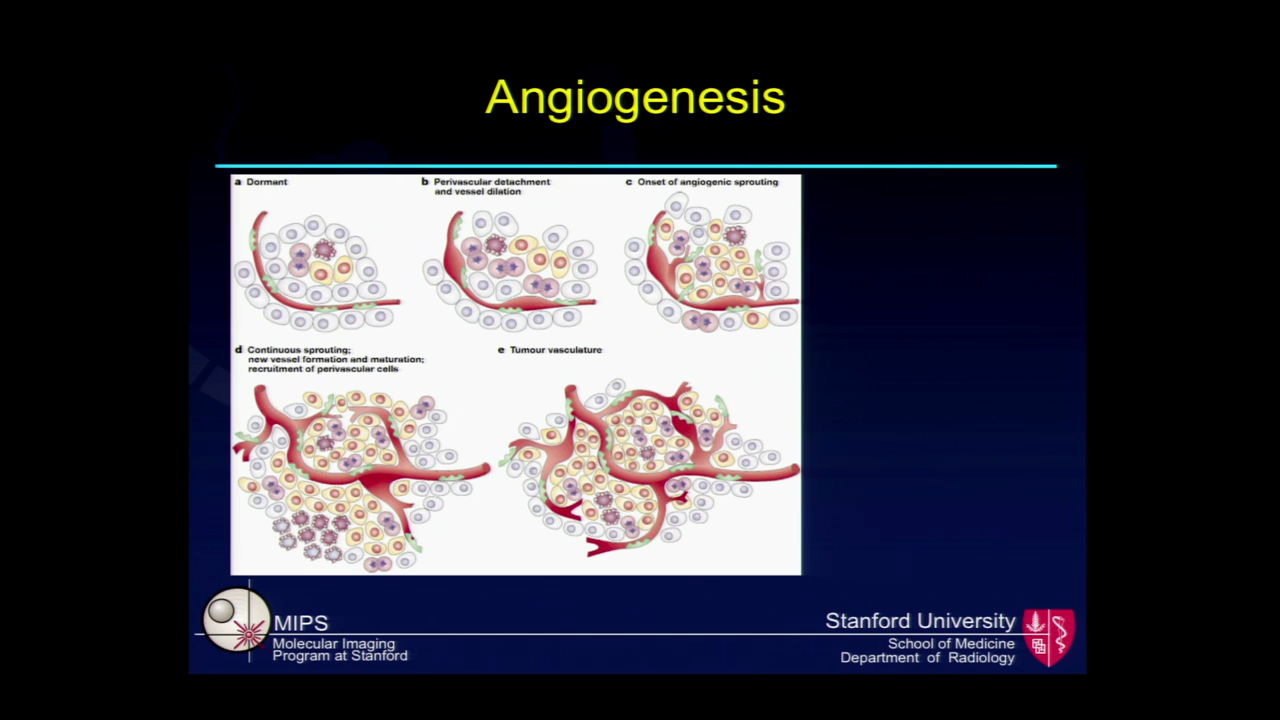 Angiogenesis
a Dormant
b Perivascular detachment
and vessel dilation
c Onset of angiogenic sprouting
d Continuous sprouting;
new vessel formation and maturation;
recruitment of perivascular cells
e Tumour vasculature
MIPS
Molecular Imaging
Program at Stanford
Stanford University
School of Medicine
Department of Radiology